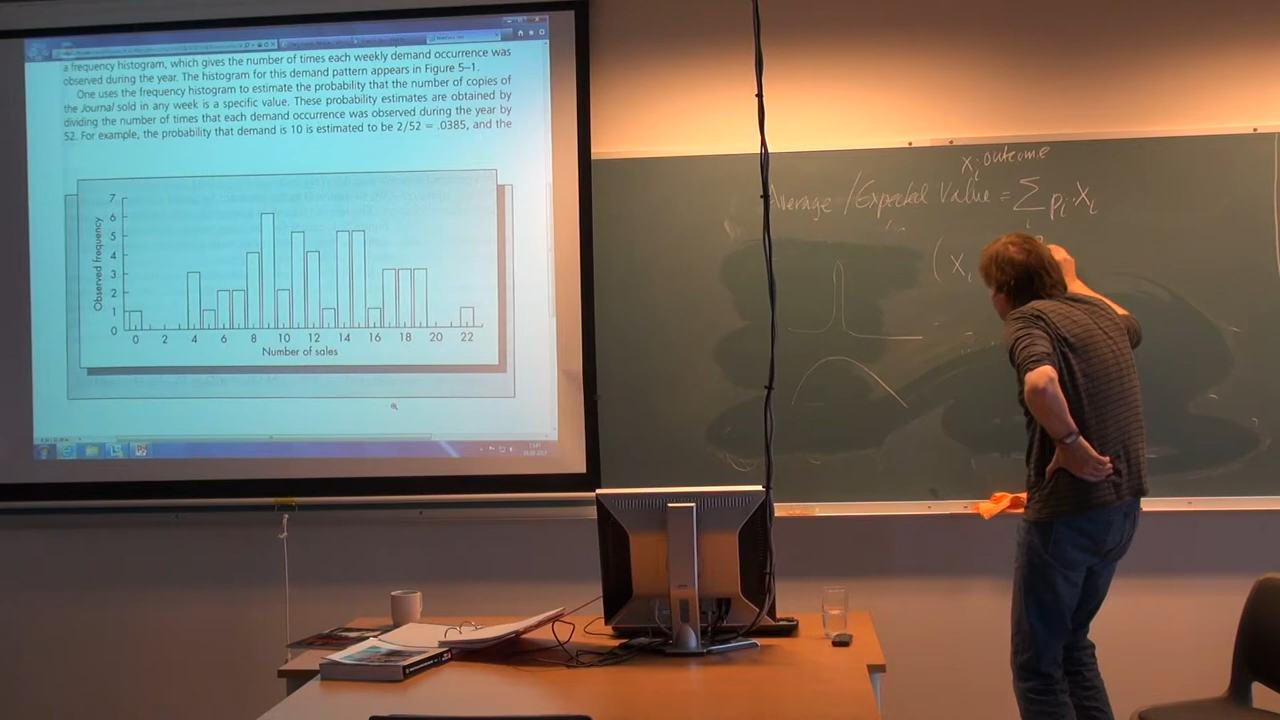 a frequency histogram, which gives the number of times each weekly demand occurrence was
observed during the year. The histogram for this demand pattern appears in Figure 5–1.
One uses the frequency histogram to estimate the probability that the number of copies of
the Journal sold in any week is a specific value. These probability estimates are obtained by
dividing the number of times that each demand occurrence was observed during the year by
52. For example, the probability that demand is 10 is estimated to be 2/52 = .0385, and the
7
6
5
4
3
2
1
0
Observed frequency
0 2 4 6 8 10 12 14 16 18 20 22
Number of sales
xᵢ outcome
Average / Expected Value = ∑ pᵢ · xᵢ
i
(xᵢ